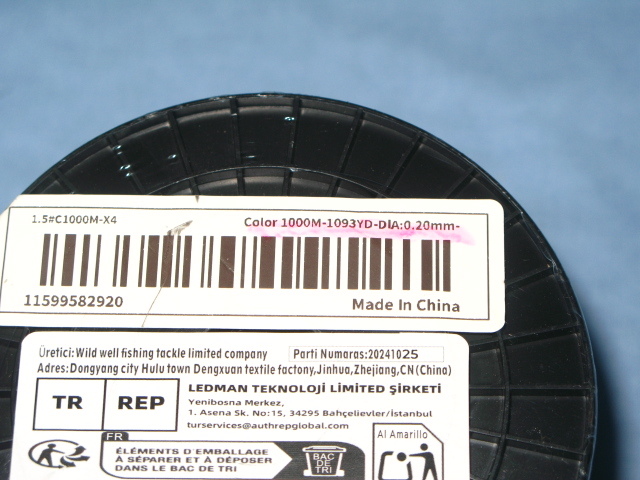 1.5#C1000M-X4 Color 1000M-1093YD-DIA:0.20mm-
11599582920 Made In China
Üretici: Wild well fishing tackle limited company Parti Numaras:20241025
Adres:Dongyang city Hulu town Dengxuan textile factory,Jinhua,Zhejiang,CN(China)
TR REP
LEDMAN TEKNOLOJİ LİMİTED ŞİRKETİ
Yenibosna Merkez,
1. Asena Sk. No:15, 34295 Bahçelievler/İstanbul
turservices@authrepglobal.com
FR
ÉLÉMENTS D'EMBALLAGE
À SÉPARER ET À DÉPOSER
DANS LE BAC DE TRI
BAC
DE
TRI
Al Amarillo